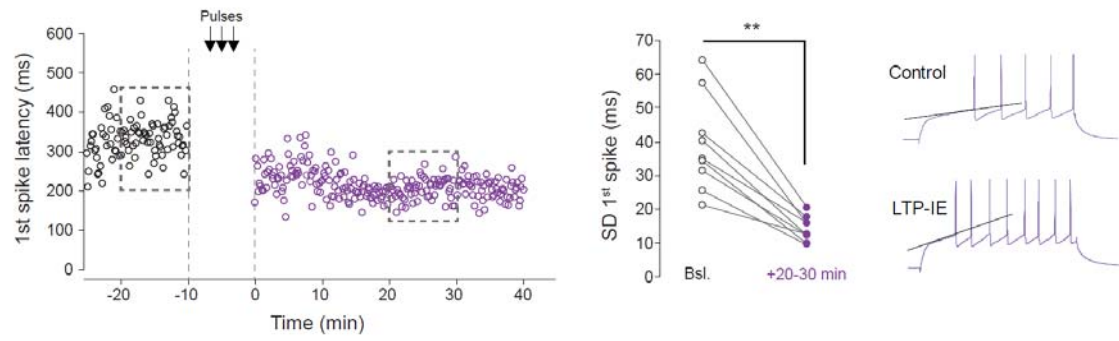 Pulses
1st spike latency (ms)
600
500
400
300
200
100
0
-20
-10
0
10
20
30
40
Time (min)
**
SD 1st spike (ms)
70
60
50
40
30
20
10
0
Bsl.
+20-30 min
Control
LTP-IE